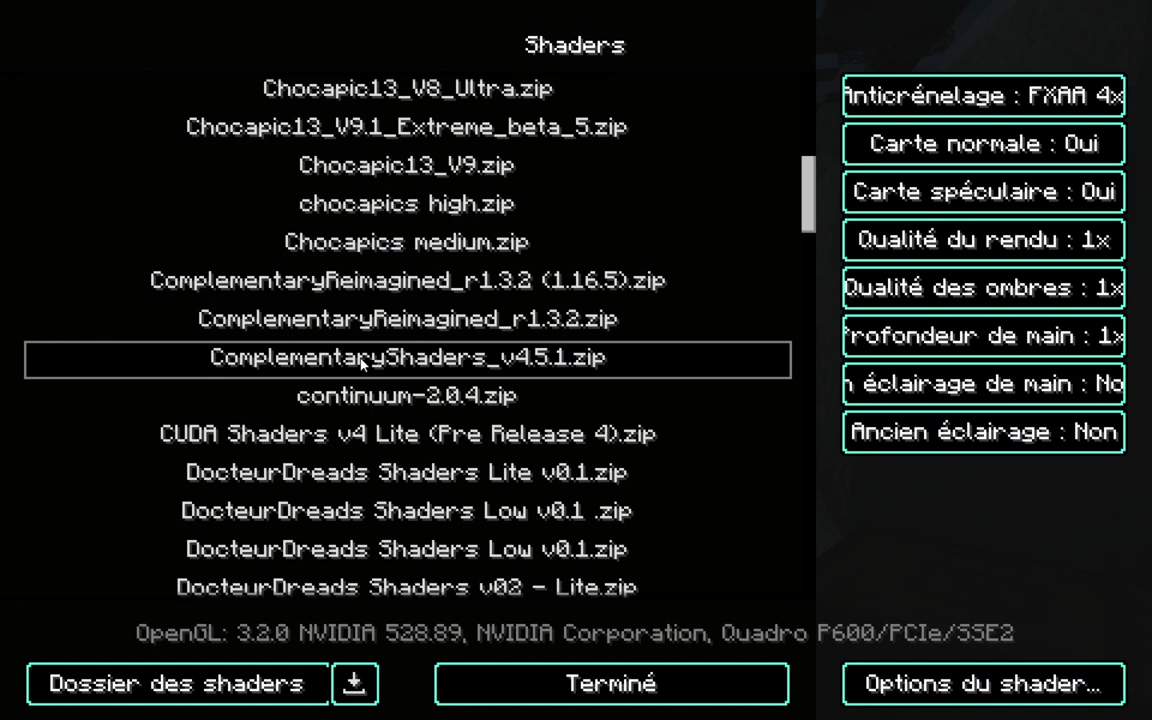 Shaders
Chocapic13_V8_Ultra.zip
Chocapic13_V9.1_Extreme_beta_5.zip
Chocapic13_V9.zip
chocapics high.zip
Chocapics medium.zip
ComplementaryReimagined_r1.3.2 (1.16.5).zip
ComplementaryReimagined_r1.3.2.zip
ComplementaryShaders_v4.5.1.zip
continuum-2.0.4.zip
CUDA Shaders v4 Lite (Pre Release 4).zip
DocteurDreads Shaders Lite v0.1.zip
DocteurDreads Shaders Low v0.1 .zip
DocteurDreads Shaders Low v0.1.zip
DocteurDreads Shaders v02 - Lite.zip
Anticrénelage : FXAA 4x
Carte normale : Oui
Carte spéculaire : Oui
Qualité du rendu : 1x
Qualité des ombres : 1x
Profondeur de main : 1x
n éclairage de main : No
Ancien éclairage : Non
OpenGL: 3.2.0 NVIDIA 528.89, NVIDIA Corporation, Quadro P600/PCIe/SSE2
Dossier des shaders
Terminé
Options du shader...